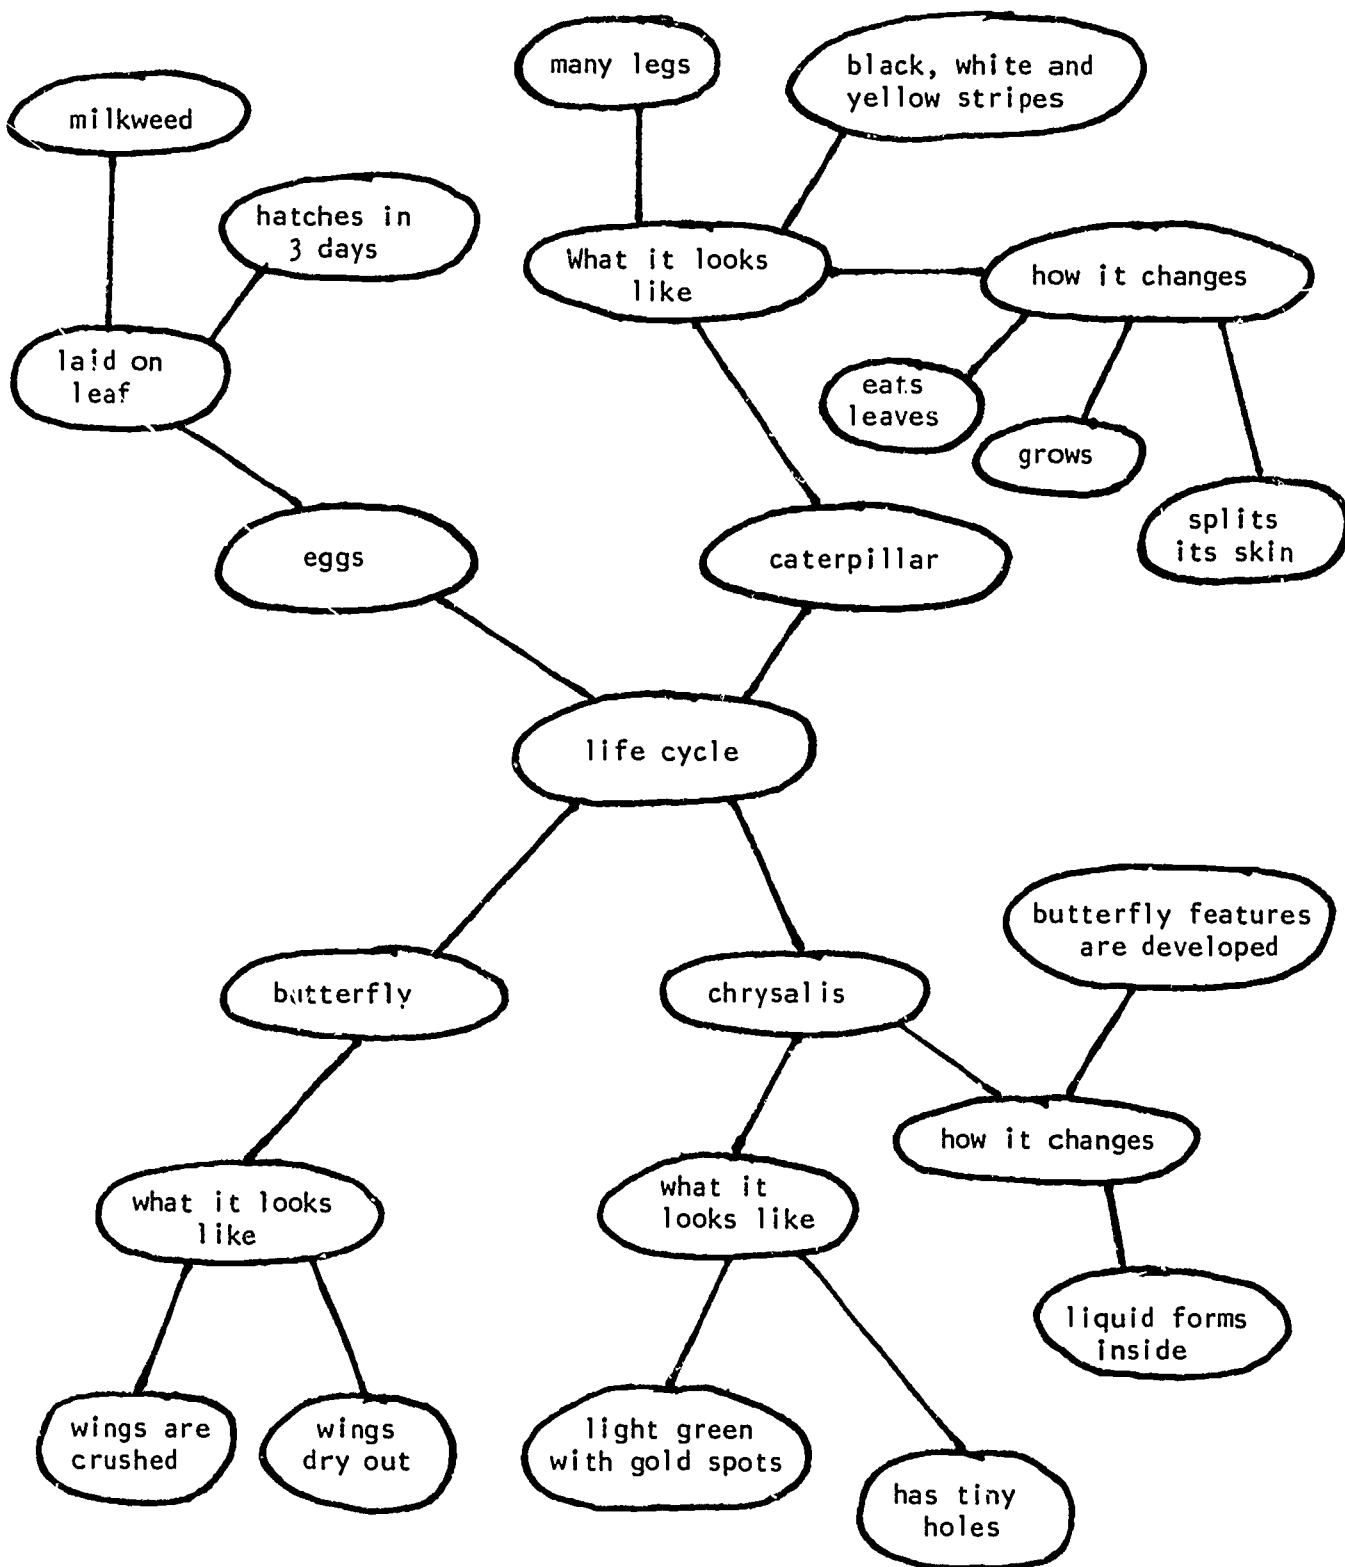 many legs
black, white and
yellow stripes
milkweed
hatches in
3 days
What it looks
like
how it changes
laid on
leaf
eats
leaves
grows
splits
its skin
eggs
caterpillar
life cycle
butterfly features
are developed
butterfly
chrysalis
how it changes
what it looks
like
what it
looks like
liquid forms
inside
wings are
crushed
wings
dry out
light green
with gold spots
has tiny
holes